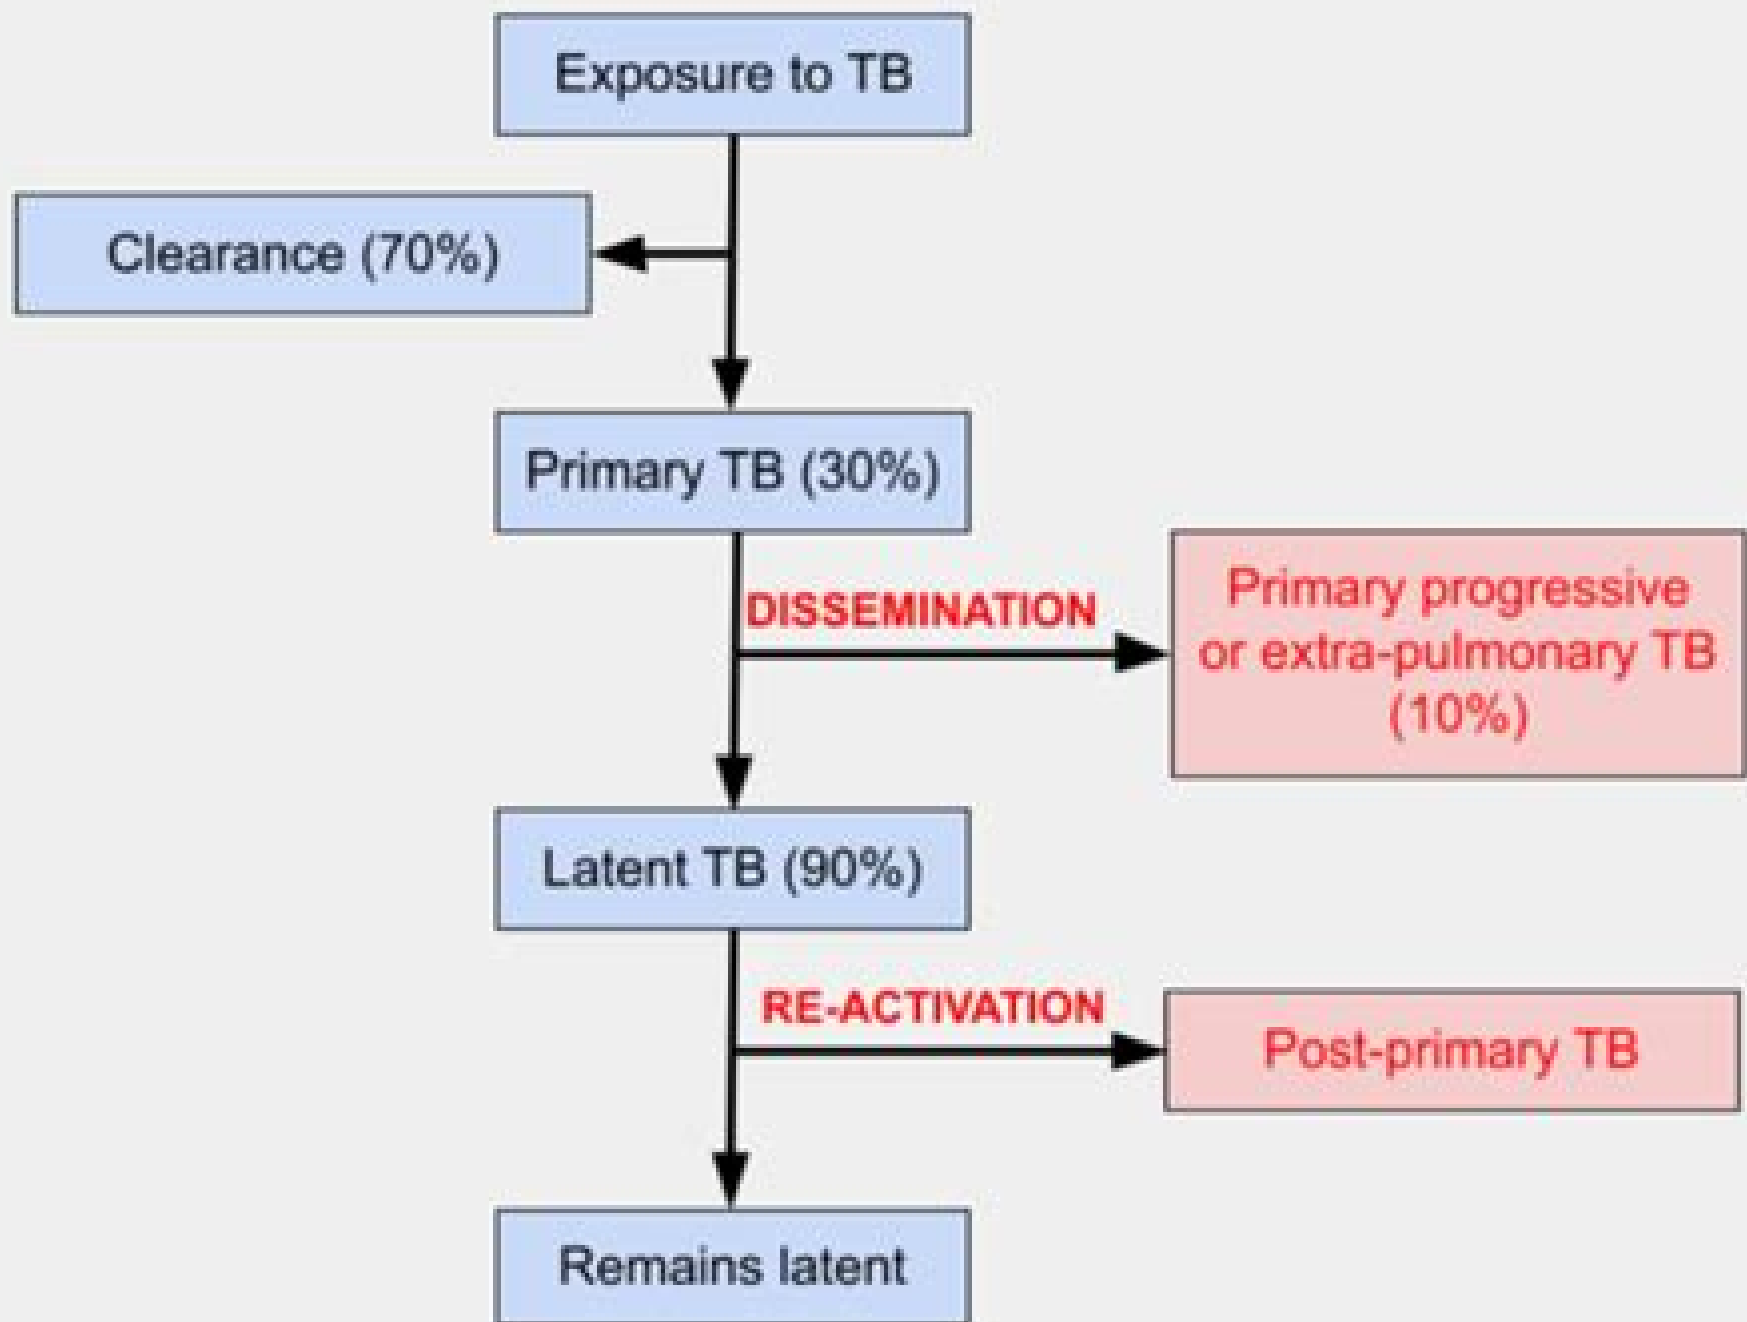 Exposure to TB
Clearance (70%)
Primary TB (30%)
DISSEMINATION
Primary progressive
or extra-pulmonary TB
(10%)
Latent TB (90%)
RE-ACTIVATION
Post-primary TB
Remains latent